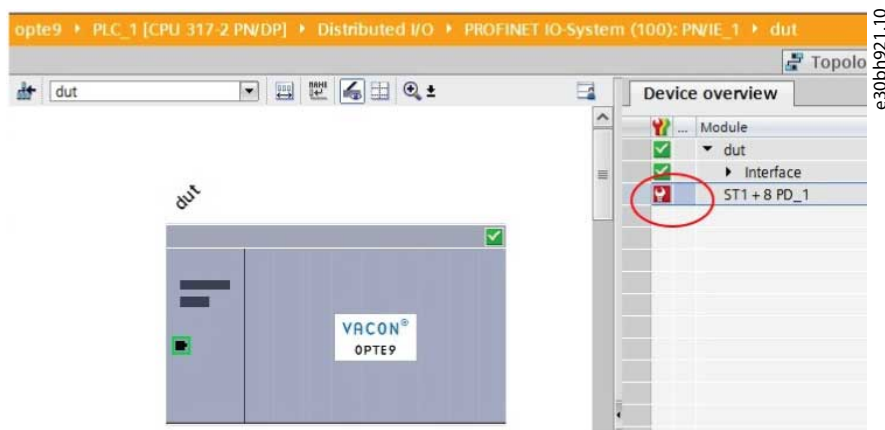 opte9 ▸ PLC_1 [CPU 317-2 PN/DP] ▸ Distributed I/O ▸ PROFINET IO-System (100): PN/IE_1 ▸ dut
Topolo
dut
Device overview
... Module
dut
Interface
ST1 + 8 PD_1
dut
VACON®
OPTE9
e30bh921.10